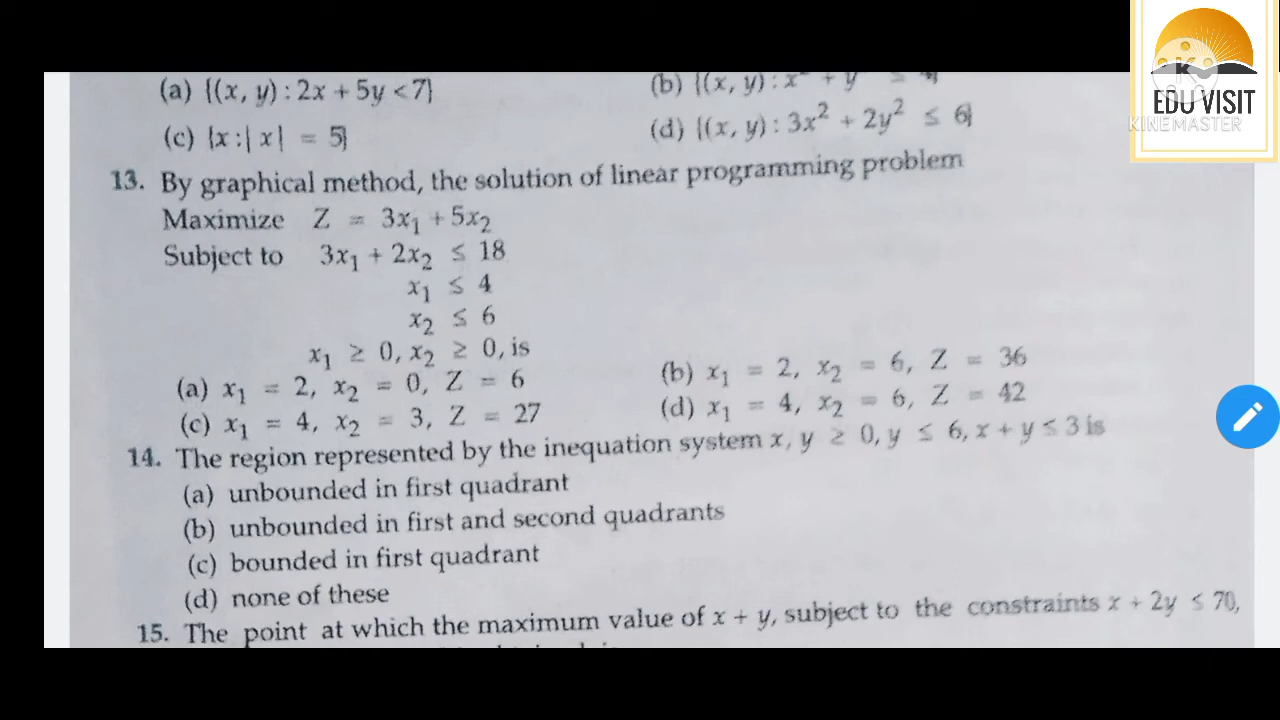 (a) {(x, y) : 2x + 5y < 7}
(b) {(x, y) : x² + y
(c) {x : | x | = 5}
(d) {(x, y) : 3x² + 2y² ≤ 6}
EDU VISIT
KINEMASTER
13. By graphical method, the solution of linear programming problem
Maximize Z = 3x₁ + 5x₂
Subject to 3x₁ + 2x₂ ≤ 18
x₁ ≤ 4
x₂ ≤ 6
x₁ ≥ 0, x₂ ≥ 0, is
(a) x₁ = 2, x₂ = 0, Z = 6
(b) x₁ = 2, x₂ = 6, Z = 36
(c) x₁ = 4, x₂ = 3, Z = 27
(d) x₁ = 4, x₂ = 6, Z = 42
14. The region represented by the inequation system x, y ≥ 0, y ≤ 6, x + y ≤ 3 is
(a) unbounded in first quadrant
(b) unbounded in first and second quadrants
(c) bounded in first quadrant
(d) none of these
15. The point at which the maximum value of x + y, subject to the constraints x + 2y ≤ 70,